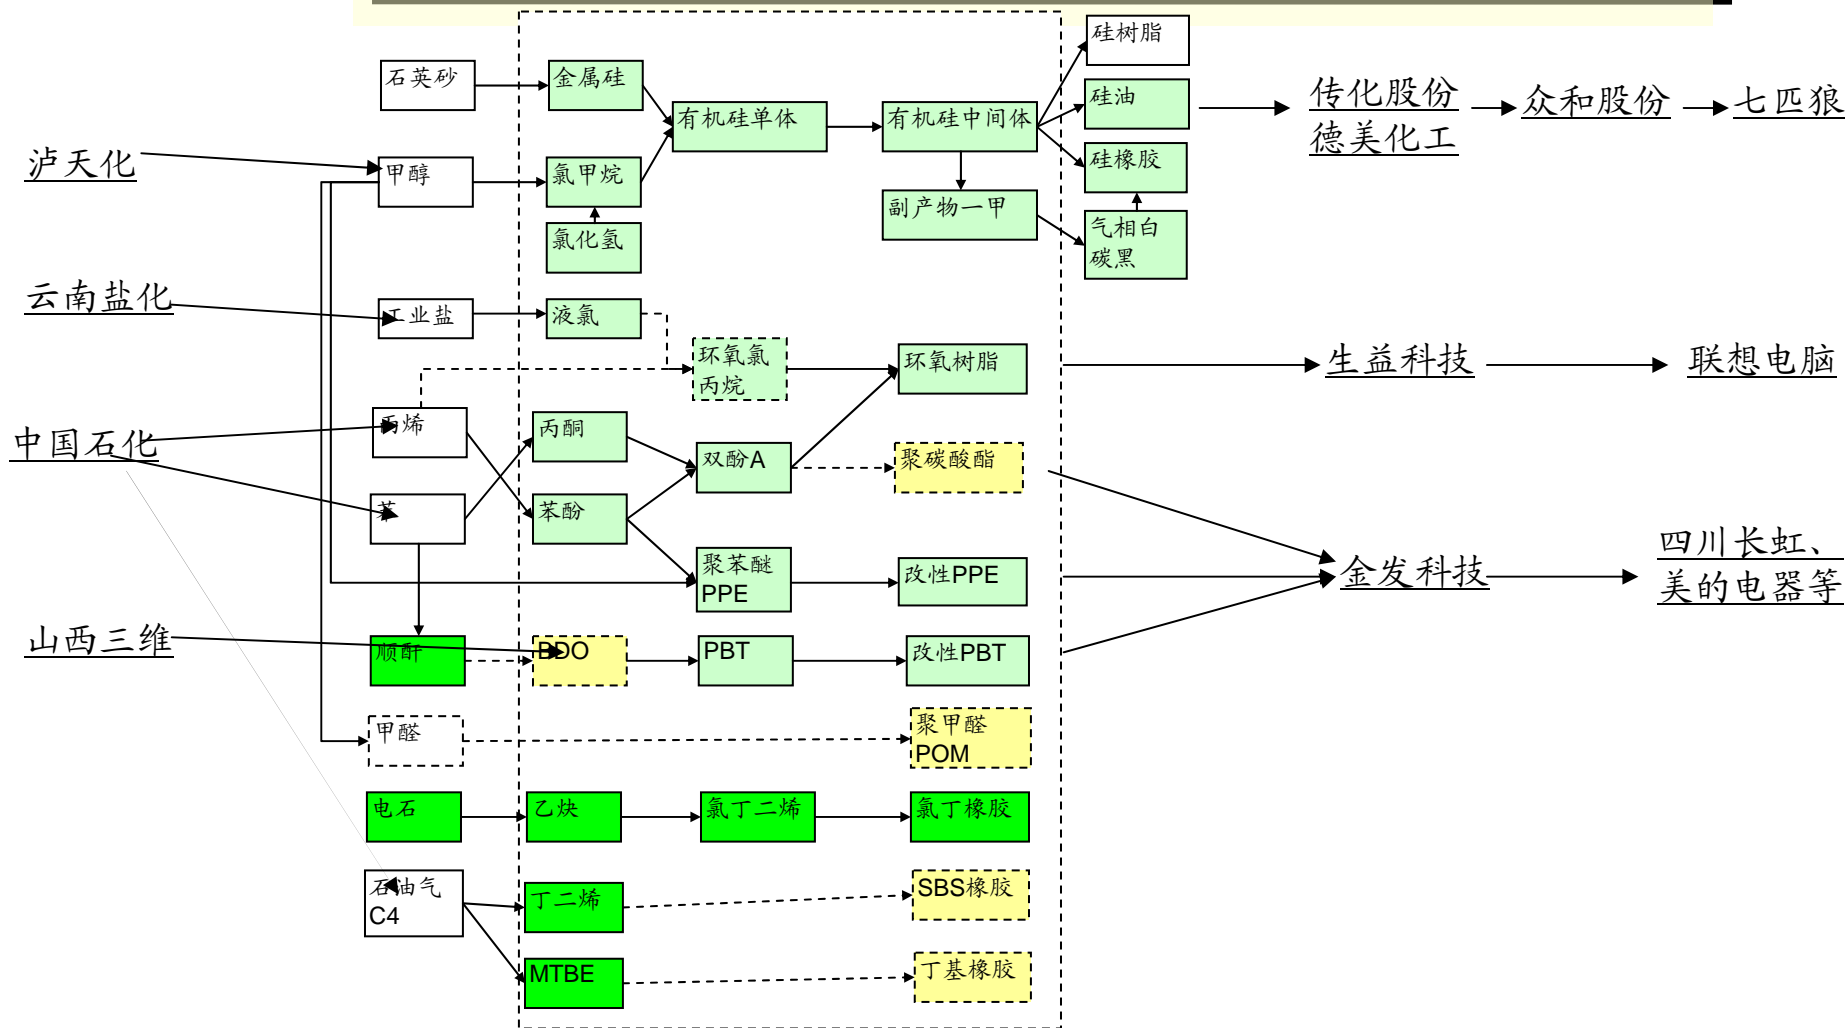 硅树脂
石英砂
金属硅
硅油
传化股份
德美化工
众和股份
七匹狼
有机硅单体
有机硅中间体
泸天化
甲醇
氯甲烷
硅橡胶
副产物一甲
氯化氢
气相白
碳黑
云南盐化
工业盐
液氯
环氧氯
丙烷
环氧树脂
生益科技
联想电脑
中国石化
丙烯
丙酮
双酚A
聚碳酸酯
苯
苯酚
聚苯醚
PPE
改性PPE
金发科技
四川长虹、
美的电器等
山西三维
顺酐
BDO
PBT
改性PBT
甲醛
聚甲醛
POM
电石
乙炔
氯丁二烯
氯丁橡胶
石油气
C4
丁二烯
SBS橡胶
MTBE
丁基橡胶